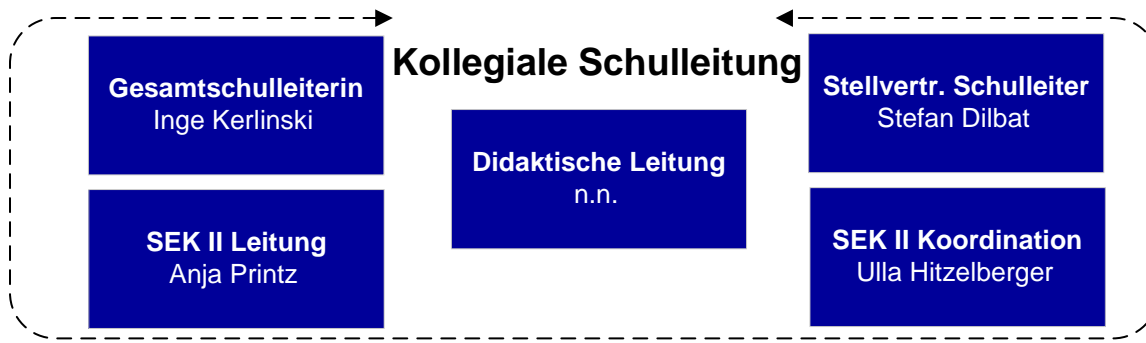 Kollegiale Schulleitung
Gesamtschulleiterin
Inge Kerlinski
Stellvertr. Schulleiter
Stefan Dilbat
Didaktische Leitung
n.n.
SEK II Leitung
Anja Printz
SEK II Koordination
Ulla Hitzelberger